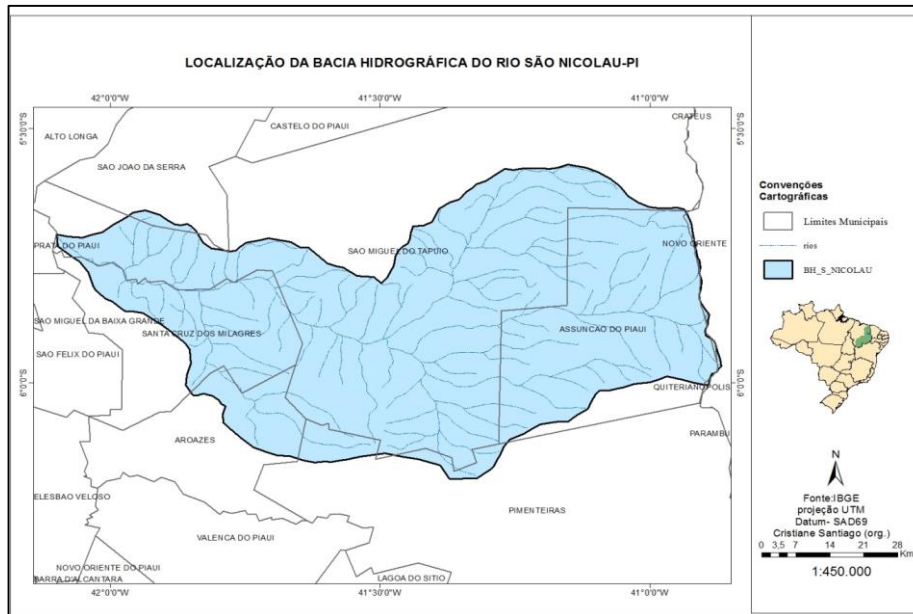 LOCALIZAÇÃO DA BACIA HIDROGRÁFICA DO RIO SÃO NICOLAU-PI
42°0'0"W
41°30'0"W
41°0'0"W
5°30'0"S
5°30'0"S
ALTO LONGA
CASTELO DO PIAUI
CRATEUS
SAO JOAO DA SERRA
PRATA DO PIAUI
SAO MIGUEL DO TAPUIO
NOVO ORIENTE
SAO MIGUEL DA BAIXA GRANDE
SANTA CRUZ DOS MILAGRES
ASSUNCAO DO PIAUI
SAO FELIX DO PIAUI
6°0'0"S
6°0'0"S
QUITERIANOPOLIS
AROAZES
PARAMBU
ELESBAO VELOSO
PIMENTEIRAS
VALENCA DO PIAUI
NOVO ORIENTE DO PIAUI
BARRA D'ALCANTARA
LAGOA DO SITIO
42°0'0"W
41°30'0"W
41°0'0"W
Convenções
Cartográficas
Limites Municipais
rios
BH_S_NICOLAU
N
Fonte:IBGE
projeção UTM
Datum- SAD69
Cristiane Santiago (org.)
0 3,5 7 14 21 28
Km
1:450.000